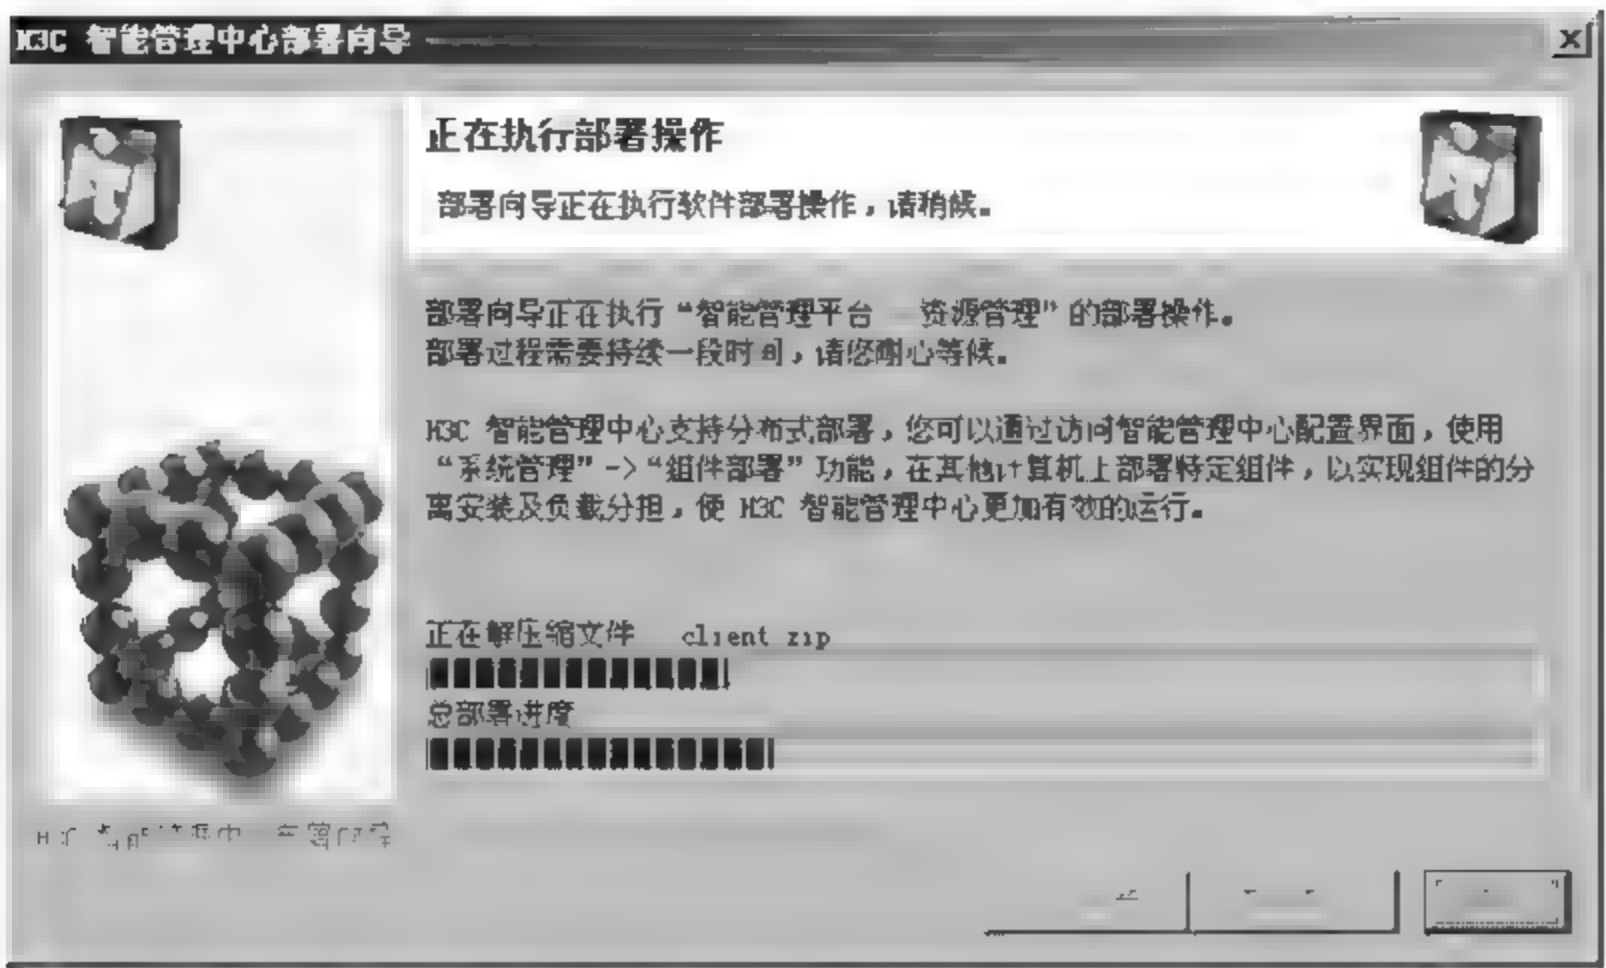 H3C 智能管理中心部署向导
正在执行部署操作
部署向导正在执行软件部署操作，请稍候。
部署向导正在执行“智能管理平台 - 资源管理”的部署操作。
部署过程需要持续一段时间，请您耐心等候。
H3C 智能管理中心支持分布式部署，您可以通过访问智能管理中心配置界面，使用
“系统管理”->“组件部署”功能，在其他计算机上部署特定组件，以实现组件的分
离安装及负载分担，使 H3C 智能管理中心更加有效的运行。
正在解压缩文件 client zip
总部署进度